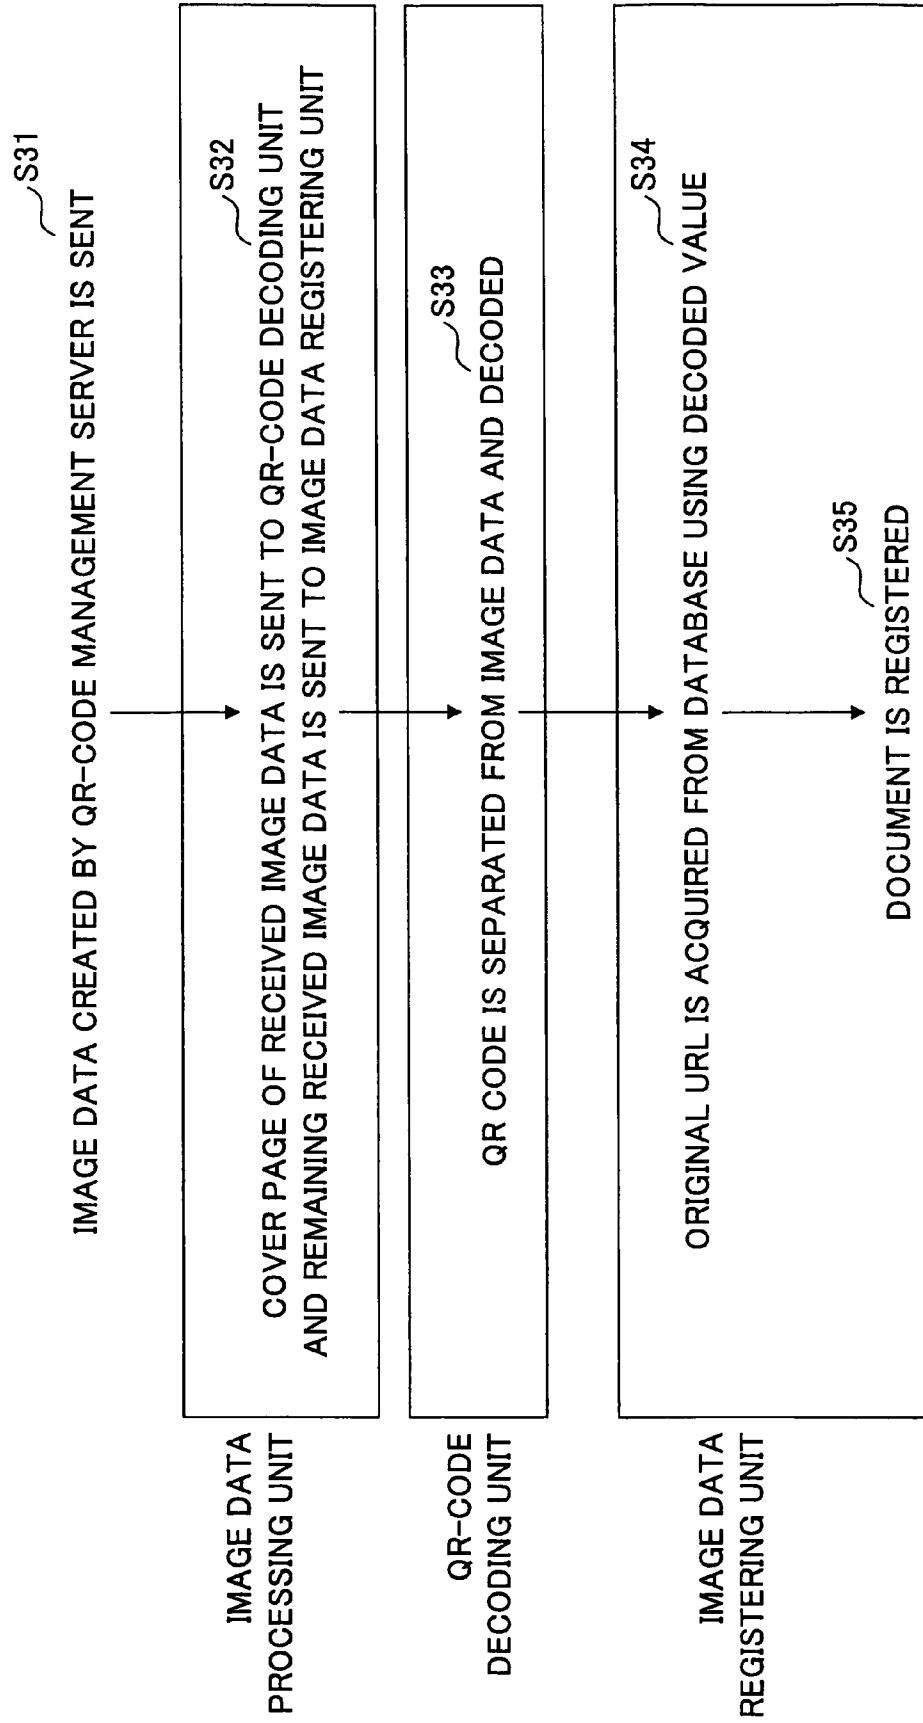 S31
IMAGE DATA CREATED BY QR-CODE MANAGEMENT SERVER IS SENT
IMAGE DATA
PROCESSING UNIT
S32
COVER PAGE OF RECEIVED IMAGE DATA IS SENT TO QR-CODE DECODING UNIT
AND REMAINING RECEIVED IMAGE DATA IS SENT TO IMAGE DATA REGISTERING UNIT
QR-CODE
DECODING UNIT
S33
QR CODE IS SEPARATED FROM IMAGE DATA AND DECODED
IMAGE DATA
REGISTERING UNIT
S34
ORIGINAL URL IS ACQUIRED FROM DATABASE USING DECODED VALUE
S35
DOCUMENT IS REGISTERED